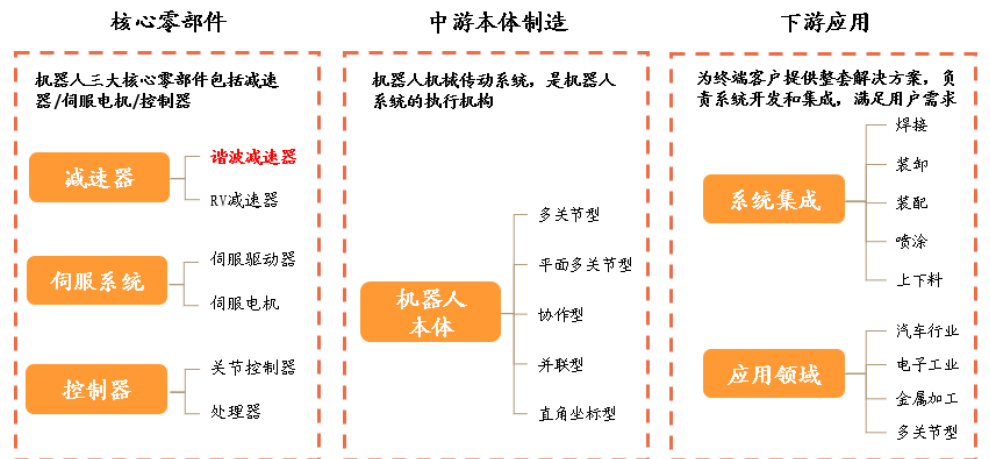 核心零部件
机器人三大核心零部件包括减速
器/伺服电机/控制器
减速器
谐波减速器
RV减速器
伺服系统
伺服驱动器
伺服电机
控制器
关节控制器
处理器
中游本体制造
机器人机械传动系统，是机器人
系统的执行机构
机器人
本体
多关节型
平面多关节型
协作型
并联型
直角坐标型
下游应用
为终端客户提供整套解决方案，负
责系统开发和集成，满足用户需求
系统集成
焊接
装卸
装配
喷涂
上下料
应用领域
汽车行业
电子工业
金属加工
多关节型